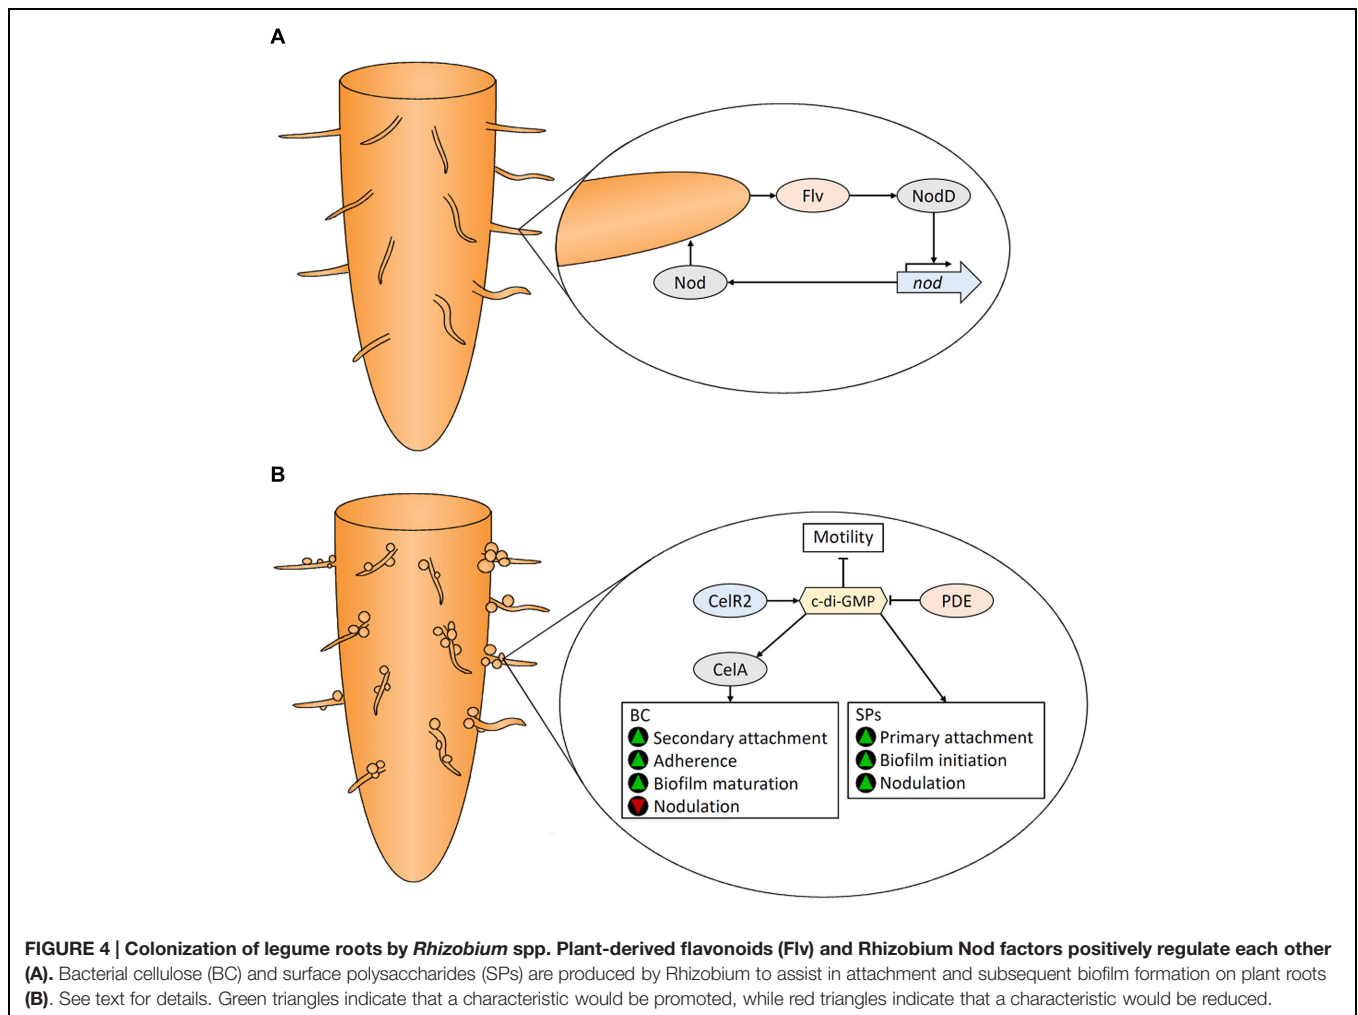 A
Flv
NodD
Nod
nod
B
Motility
CelR2
c-di-GMP
PDE
CelA
BC
Secondary attachment
Adherence
Biofilm maturation
Nodulation
SPs
Primary attachment
Biofilm initiation
Nodulation
FIGURE 4 | Colonization of legume roots by Rhizobium spp. Plant-derived flavonoids (Flv) and Rhizobium Nod factors positively regulate each other
(A). Bacterial cellulose (BC) and surface polysaccharides (SPs) are produced by Rhizobium to assist in attachment and subsequent biofilm formation on plant roots
(B). See text for details. Green triangles indicate that a characteristic would be promoted, while red triangles indicate that a characteristic would be reduced.